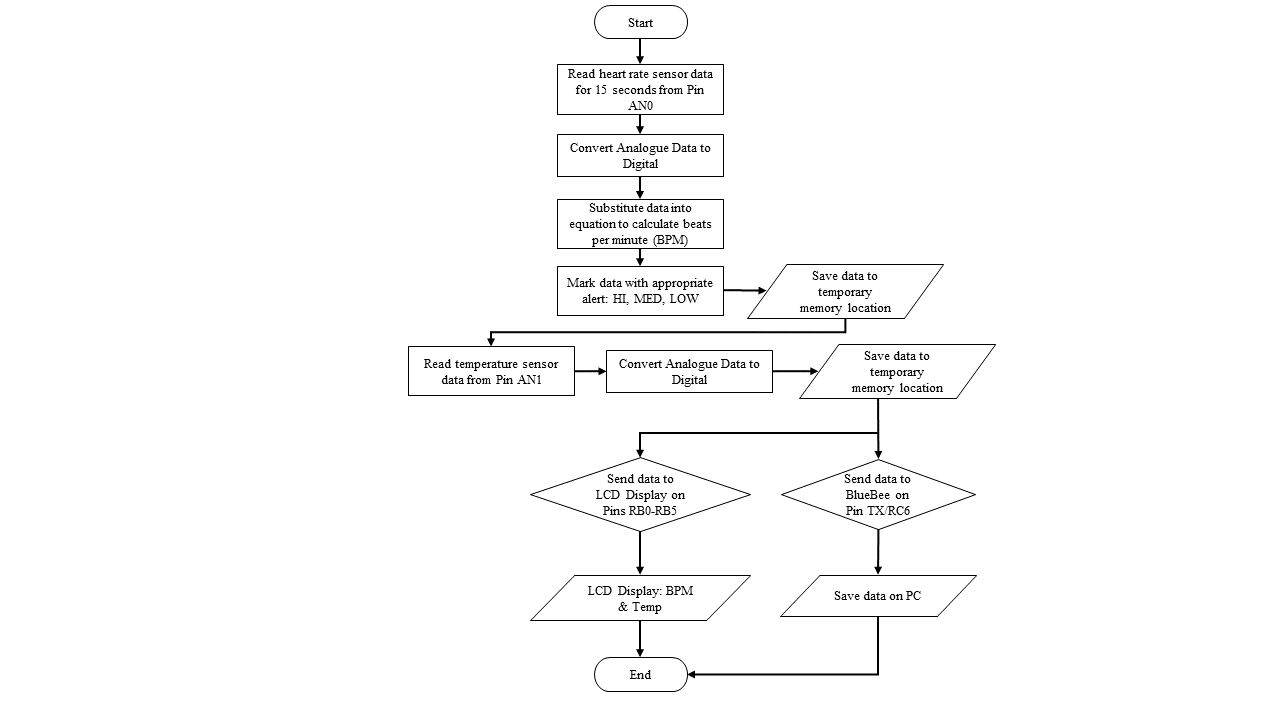 Start
Read heart rate sensor data
for 15 seconds from Pin
AN0
Convert Analogue Data to
Digital
Substitute data into
equation to calculate beats
per minute (BPM)
Mark data with appropriate
alert: HI, MED, LOW
Save data to
temporary
memory location
Read temperature sensor
data from Pin AN1
Convert Analogue Data to
Digital
Save data to
temporary
memory location
Send data to
LCD Display on
Pins RB0-RB5
Send data to
BlueBee on
Pin TX/RC6
LCD Display: BPM
& Temp
Save data on PC
End